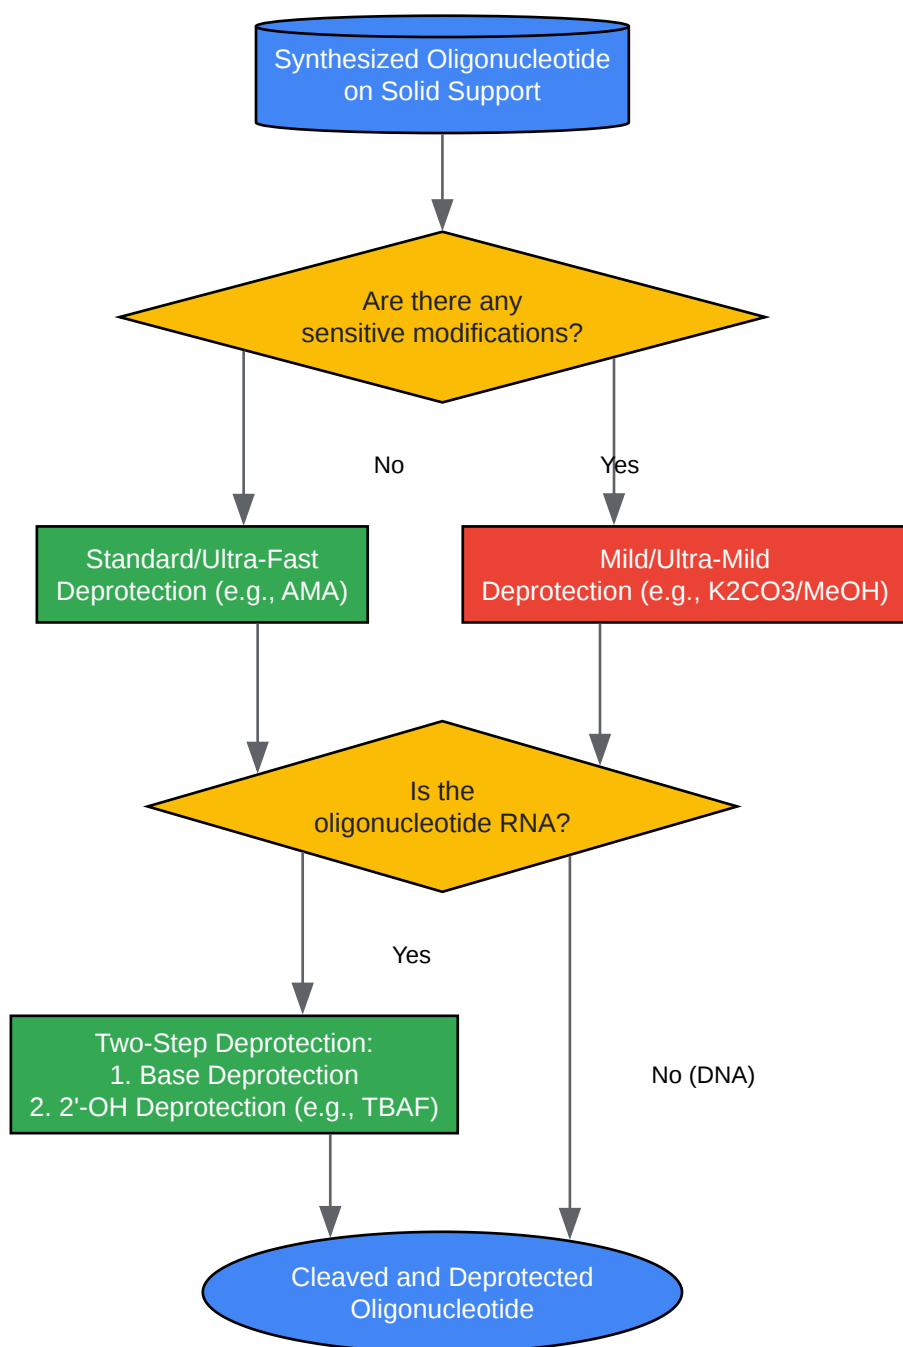 Synthesized Oligonucleotide
on Solid Support
Are there any
sensitive modifications?
No
Yes
Standard/Ultra-Fast
Deprotection (e.g., AMA)
Mild/Ultra-Mild
Deprotection (e.g., K2CO3/MeOH)
Is the
oligonucleotide RNA?
Yes
Two-Step Deprotection:
1. Base Deprotection
2. 2'-OH Deprotection (e.g., TBAF)
No (DNA)
Cleaved and Deprotected
Oligonucleotide